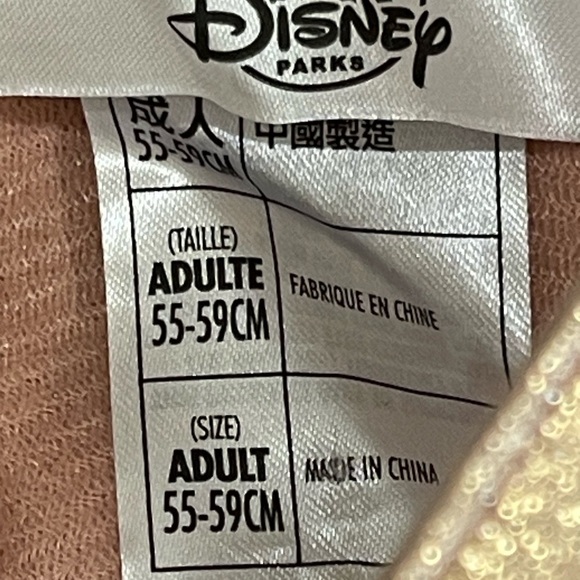 Disney
PARKS
成人
55-59CM
中國製造
(TAILLE)
ADULTE
55-59CM
FABRIQUE EN CHINE
(SIZE)
ADULT
55-59CM
MADE IN CHINA